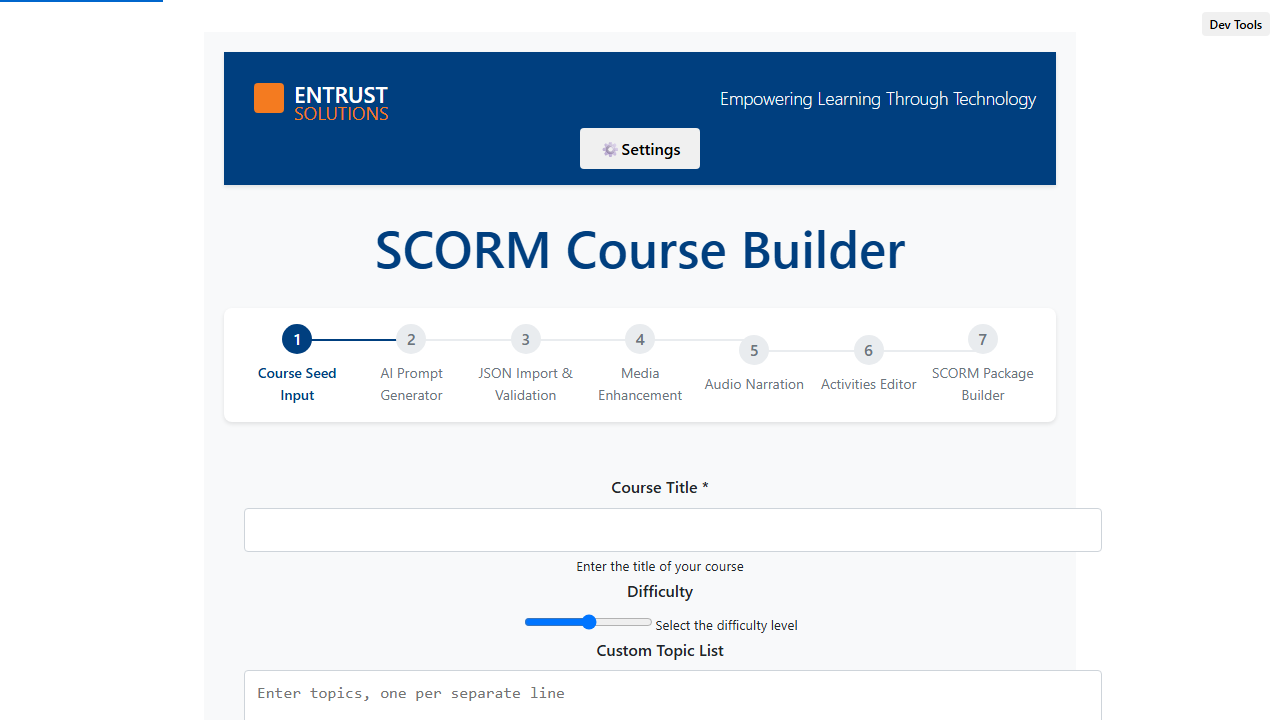 Dev Tools
ENTRUST
SOLUTIONS
Empowering Learning Through Technology
⚙️ Settings
SCORM Course Builder
1
Course Seed
Input
2
AI Prompt
Generator
3
JSON Import &
Validation
4
Media
Enhancement
5
Audio Narration
6
Activities Editor
7
SCORM Package
Builder
Course Title *
Enter the title of your course
Difficulty
Select the difficulty level
Custom Topic List
Enter topics, one per separate line